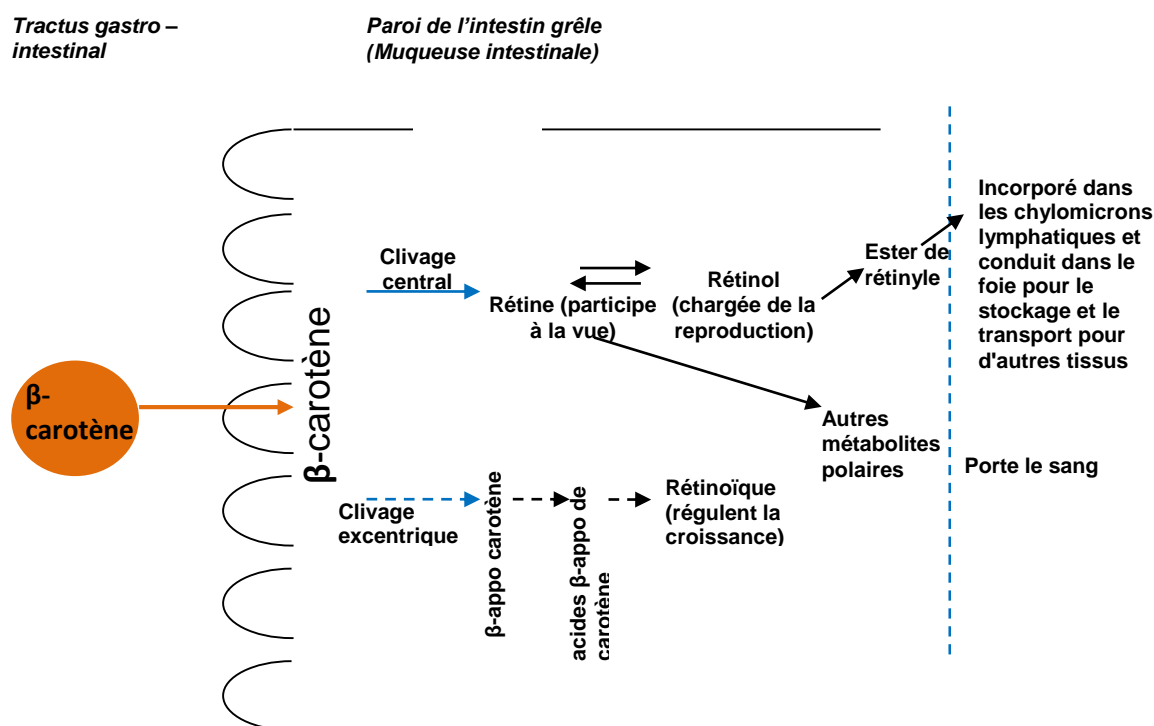 Tractus gastro –
intestinal
Paroi de l’intestin grêle
(Muqueuse intestinale)
β-
carotène
β-carotène
Clivage
central
Rétine (participe
à la vue)
Rétinol
(chargée de la
reproduction)
Ester de
rétinyle
Incorporé dans
les chylomicrons
lymphatiques et
conduit dans le
foie pour le
stockage et le
transport pour
d'autres tissus
Autres
métabolites
polaires
Porte le sang
Clivage
excentrique
β-appo carotène
acides β-appo de
carotène
Rétinoïque
(régulent la
croissance)